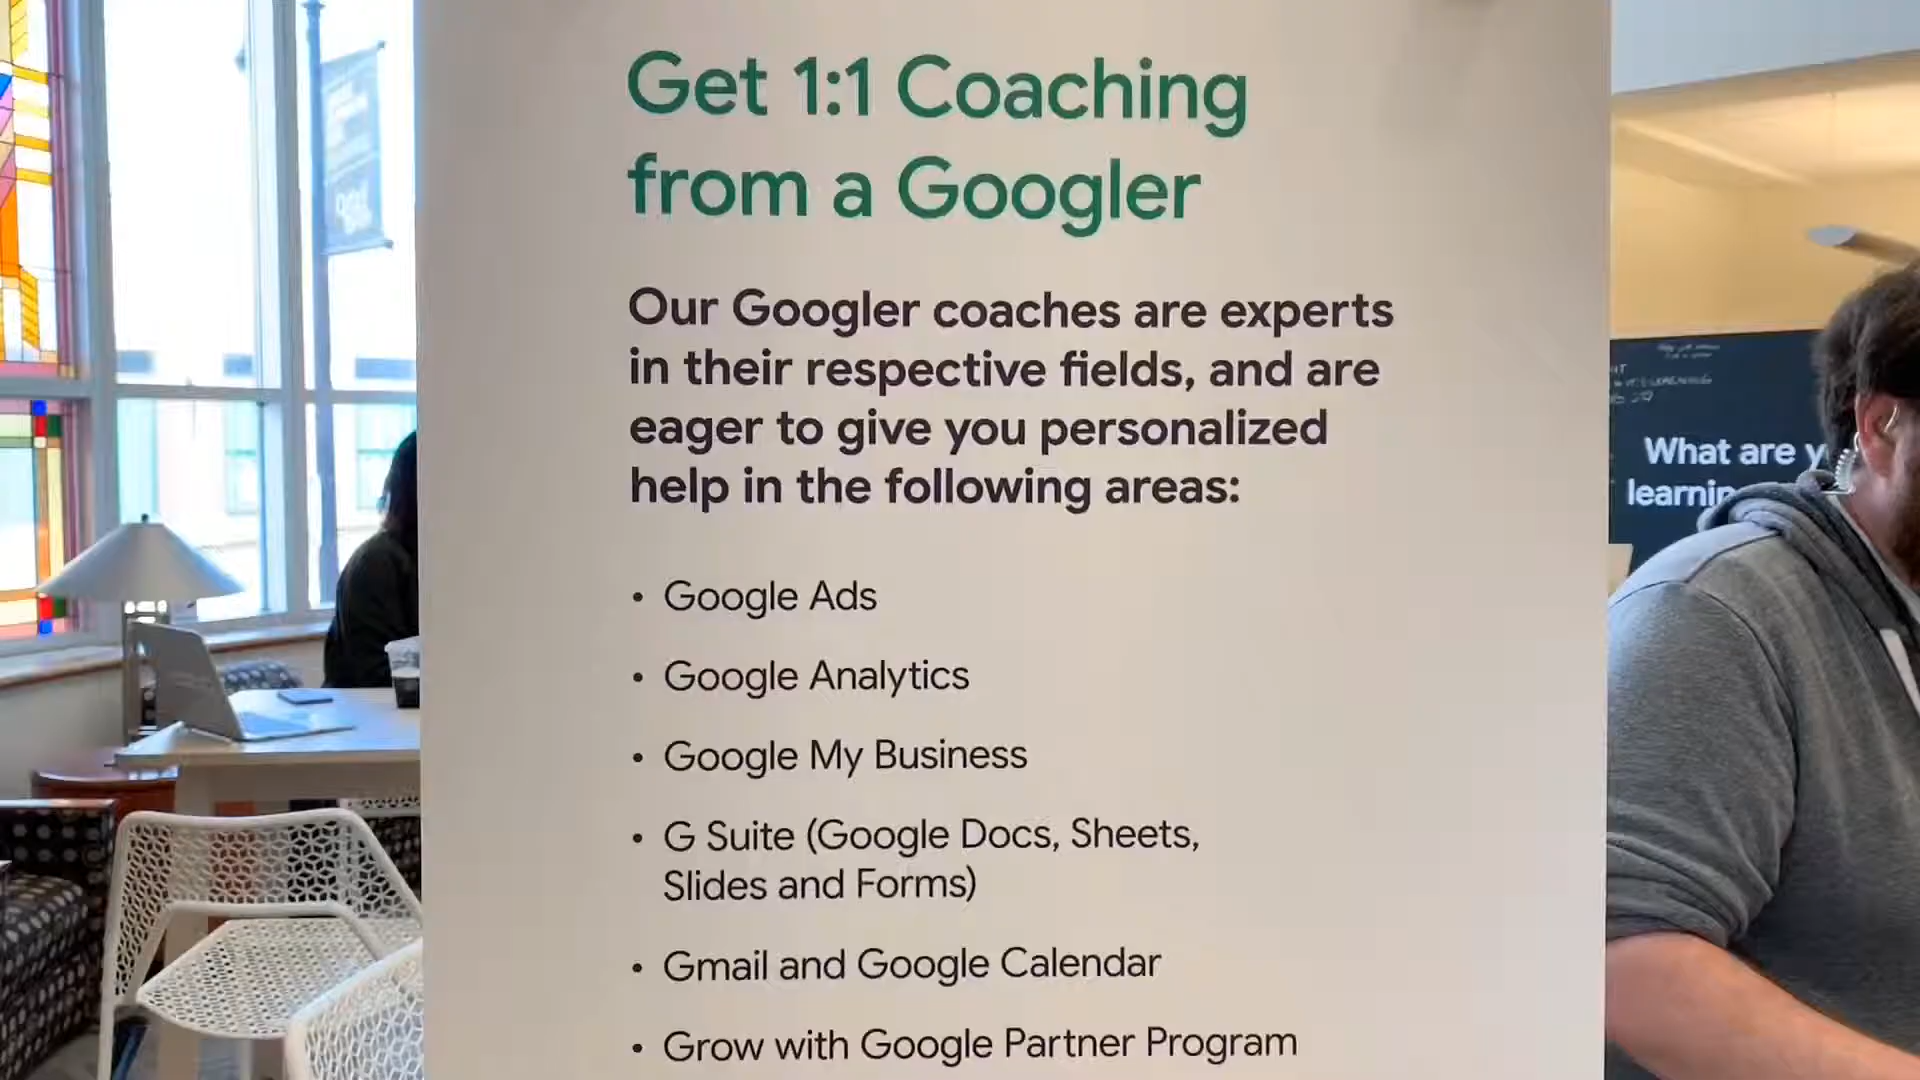 Get 1:1 Coaching
from a Googler
Our Googler coaches are experts
in their respective fields, and are
eager to give you personalized
help in the following areas:
• Google Ads
• Google Analytics
• Google My Business
• G Suite (Google Docs, Sheets,
Slides and Forms)
• Gmail and Google Calendar
• Grow with Google Partner Program
What are y
learnin